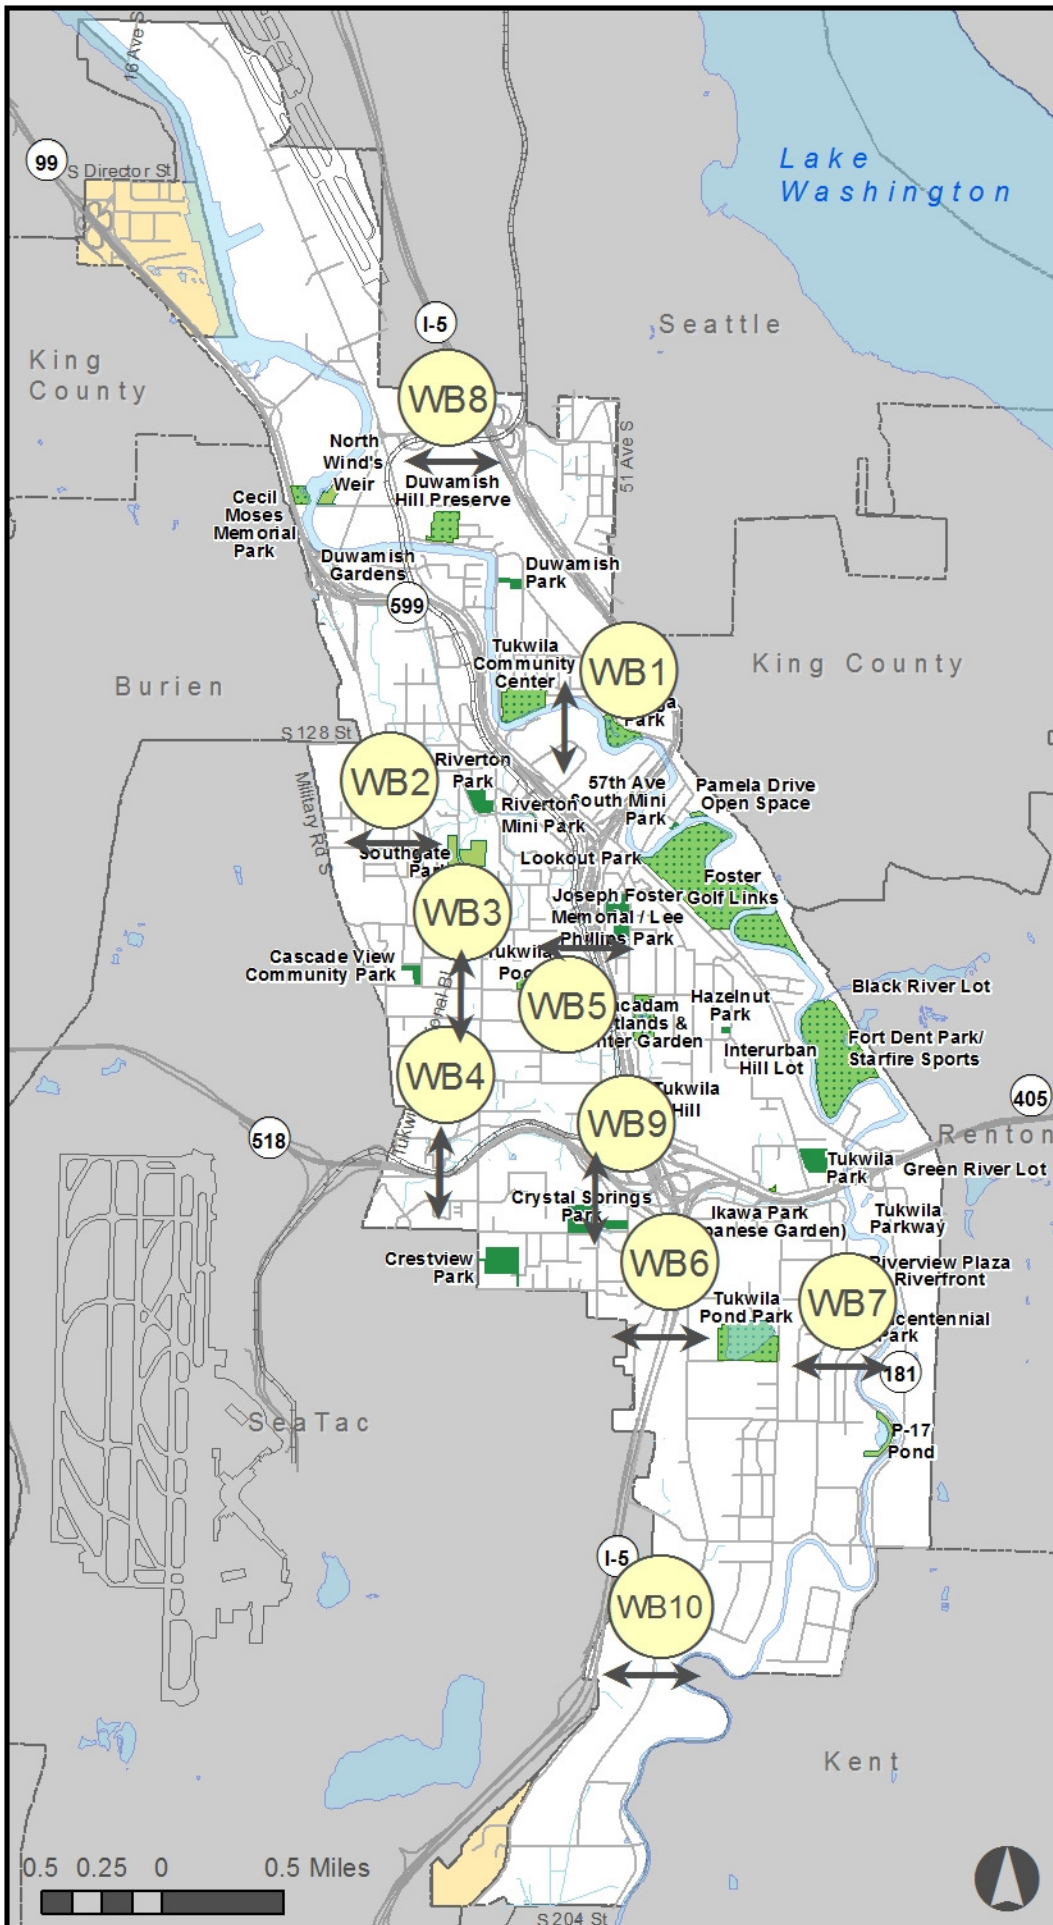 16 Ave S
99
S Director St
Lake
Washington
I-5
Seattle
King
County
WB8
51 Ave S
North
Wind's
Weir
Duwamish
Hill Preserve
Cecil
Moses
Memorial
Park
Duwamish
Gardens
Duwamish
Park
599
Tukwila
Community
Center
WB1
Park
King County
Burien
S 128 St
WB2
Riverton
Park
Military Rd S
Riverton
Mini Park
57th Ave
South Mini
Park
Pamela Drive
Open Space
Southgate
Park
Lookout Park
Foster
Golf Links
WB3
Joseph Foster
Memorial / Lee
Phillips Park
Cascade View
Community Park
Tukwila
WB5
Hazelnut
Park
Black River Lot
& 
Garden
Interurban
Hill Lot
Fort Dent Park/
Starfire Sports
WB4
WB9
Tukwila
Hill
405
518
Renton
Tukwila
Park
Green River Lot
Crystal Springs
Park
Ikawa Park
Garden)
Tukwila
Parkway
Crestview
Park
WB6
WB7
Riverview Plaza
Riverfront
Tukwila
Pond Park
Park
181
SeaTac
P-17
Pond
I-5
WB10
Kent
0.5 0.25 0 0.5 Miles
S 204 St